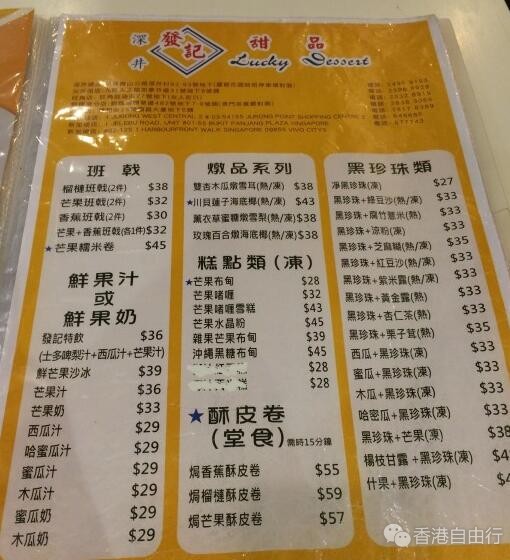 深井 發記 甜品
Lucky Dessert
班戟
榴槤班戟(2件) $38
芒果班戟(2件) $32
香蕉班戟(2件) $30
芒果+香蕉班戟(各1件) $32
★芒果糯米卷 $45
鮮果汁
或
鮮果奶
發記特飲 $36
(士多啤梨汁+西瓜汁+芒果汁)
鮮芒果沙冰 $39
芒果汁 $36
芒果奶 $33
西瓜汁 $29
哈蜜瓜汁 $29
蜜瓜汁 $29
木瓜汁 $29
蜜瓜奶 $29
木瓜奶 $29
燉品系列
雙杏木瓜燉雪耳(熱/凍) $38
★川貝蓮子海底椰(熱/凍) $43
薰衣草蜜糖燉雪梨(熱/凍) $38
玫瑰百合燉海底椰(熱/凍) $38
糕點類(凍)
★芒果布甸 $28
芒果啫喱 $32
芒果啫喱雪糕 $43
芒果水晶粉 $45
雜果芒果布甸 $39
沖繩黑糖布甸 $45
$28
$28
★酥皮卷
(堂食) 需時15分鐘
焗香蕉酥皮卷 $55
焗榴槤酥皮卷 $59
焗芒果酥皮卷 $57
黑珍珠類
淨黑珍珠(凍) $27
黑珍珠+綠豆沙(熱/凍) $33
黑珍珠+腐竹薏米(熱) $33
黑珍珠+涼粉(凍) $33
黑珍珠+芝麻糊(熱/凍) $35
黑珍珠+紅豆沙(熱/凍) $33
黑珍珠+紫米露(熱/凍) $33
黑珍珠+黃金露(熱) $33
黑珍珠+杏仁茶(熱) $33
黑珍珠+栗子茸(熱) $35
西瓜+黑珍珠(凍) $33
蜜瓜+黑珍珠(凍) $33
木瓜+黑珍珠(凍) $33
哈密瓜+黑珍珠(凍) $33
黑珍珠+芒果(凍) $38
楊枝甘露+黑珍珠(凍) $4
什果+黑珍珠(凍) $4
香港自由行